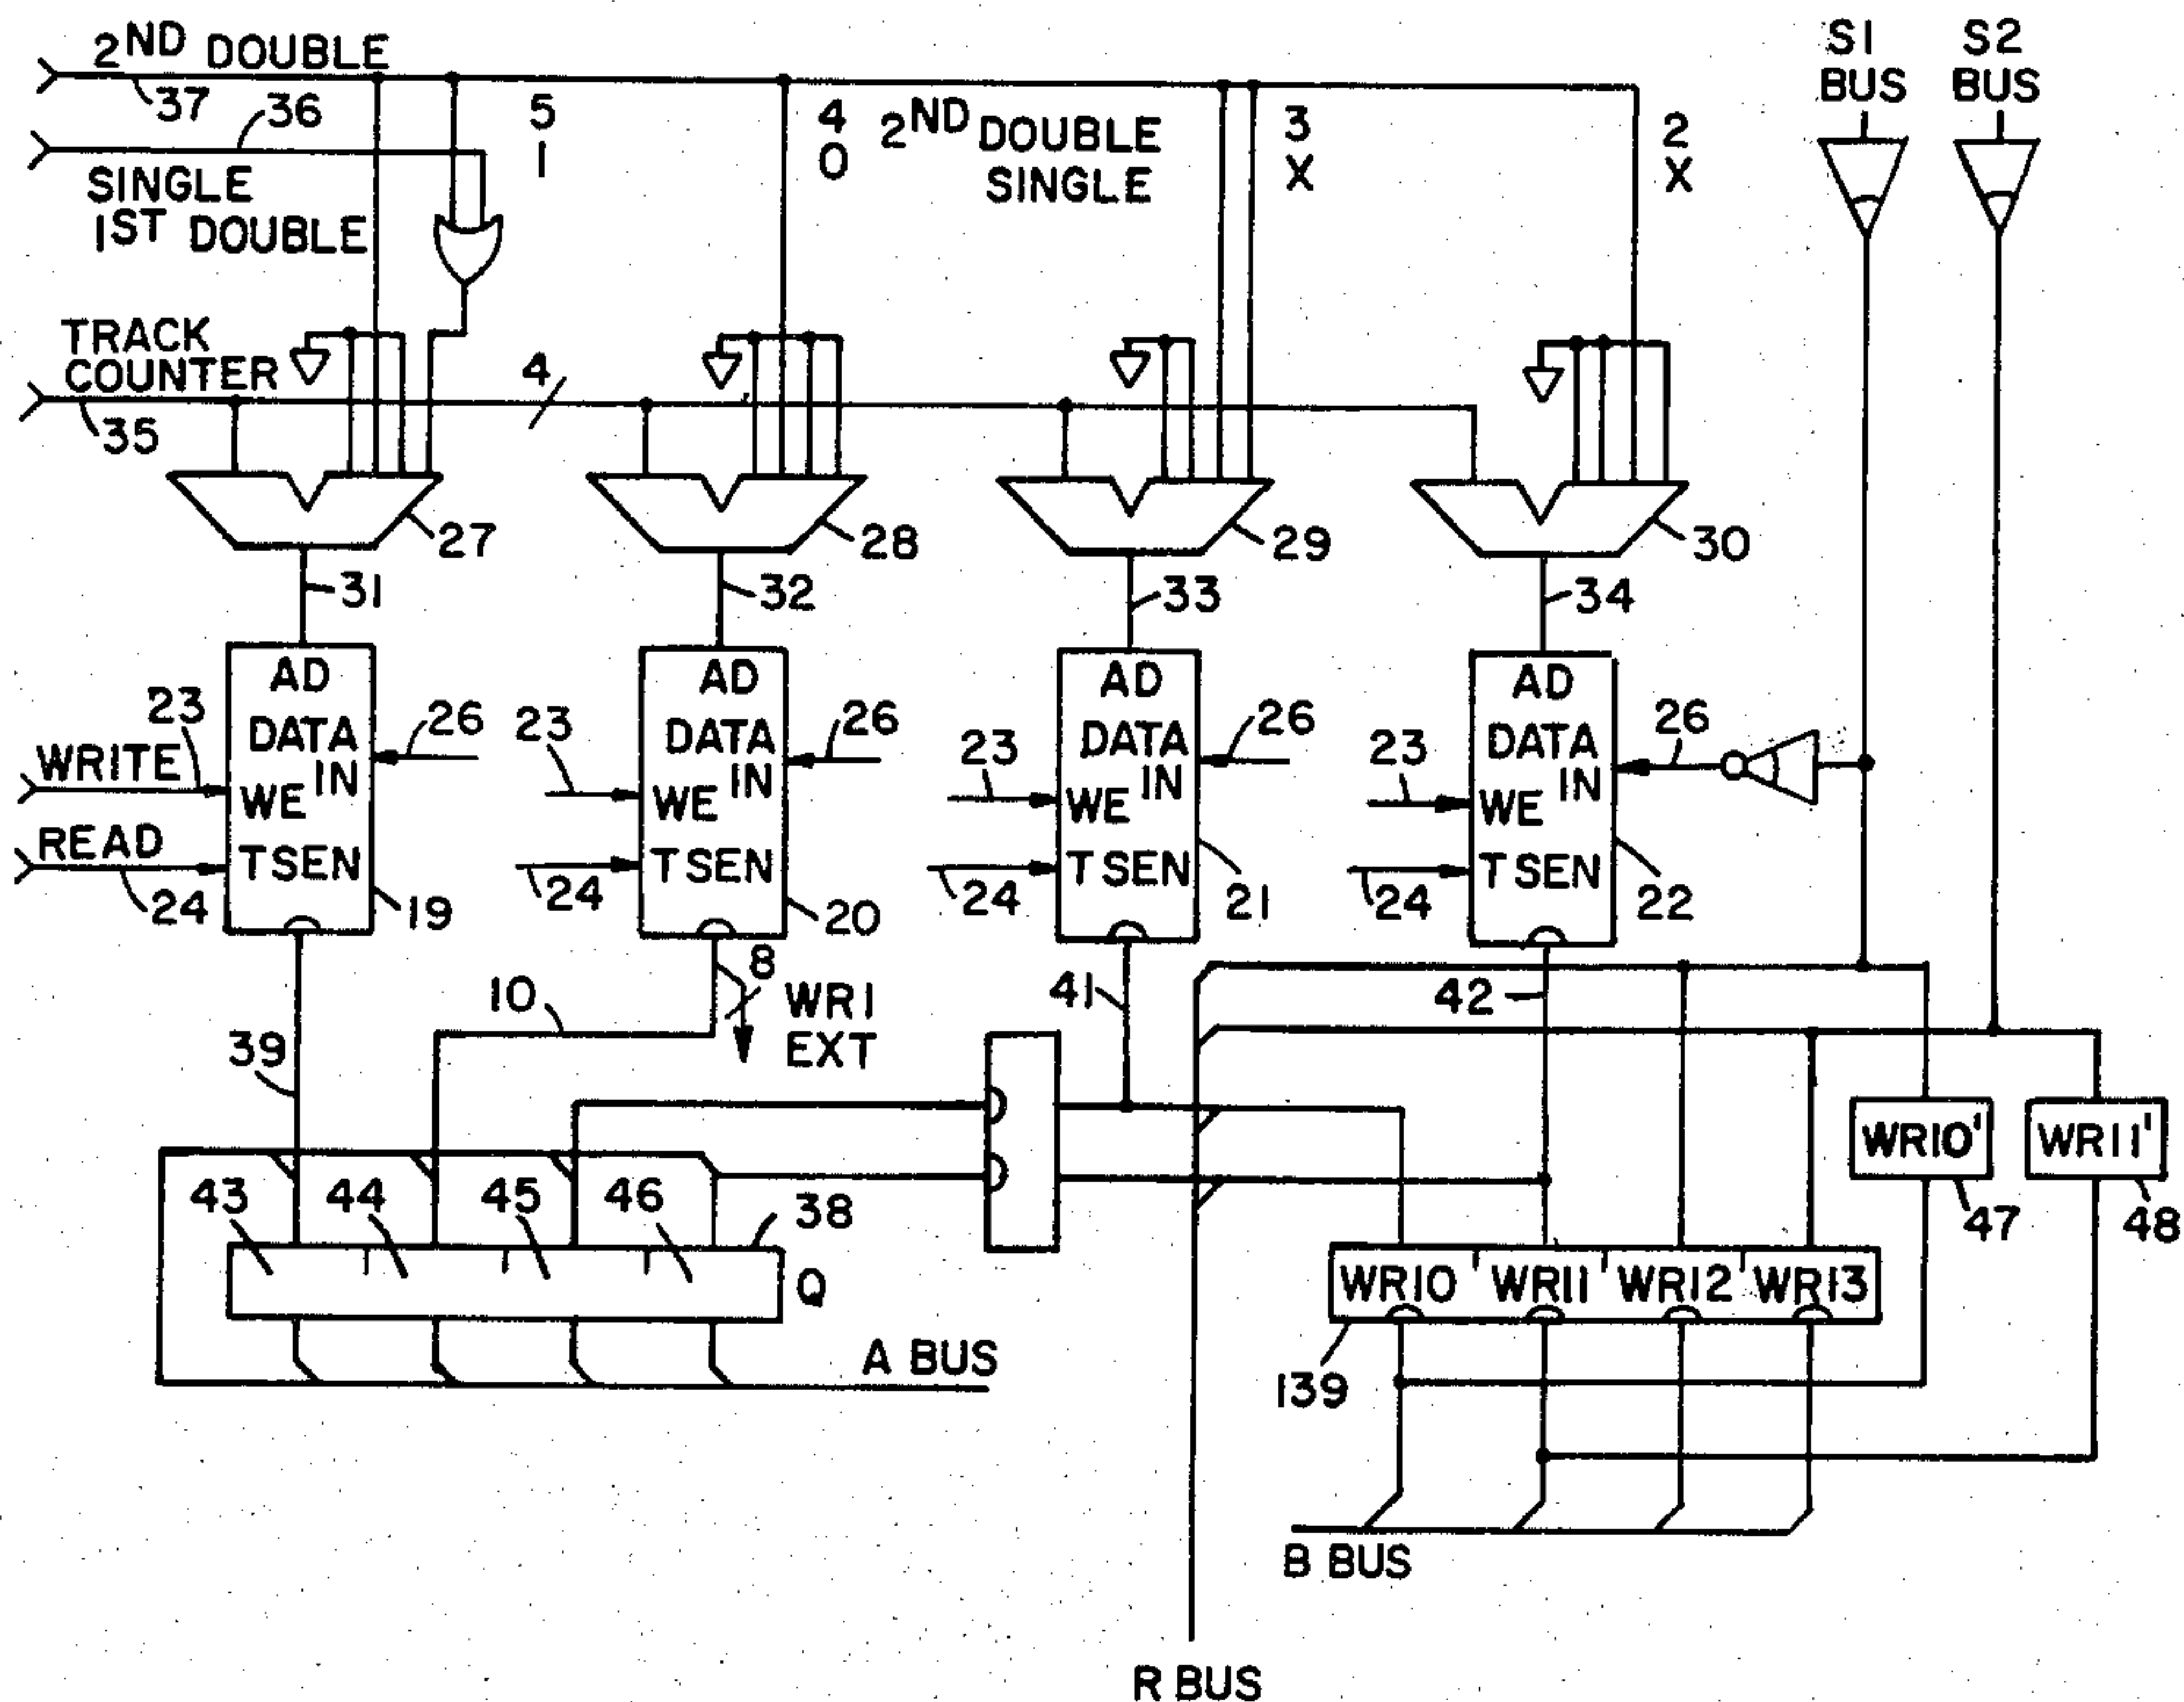 2ND DOUBLE
37
36
SINGLE
1ST DOUBLE
5
1
4
0
2ND DOUBLE
SINGLE
3
X
2
X
S1
BUS
S2
BUS
TRACK
COUNTER
35
4
27
28
29
30
31
32
33
34
AD
DATA
IN
WE
TSEN
WRITE
23
READ
24
26
19
AD
DATA
IN
WE
TSEN
23
24
26
20
AD
DATA
IN
WE
TSEN
23
24
26
21
AD
DATA
IN
WE
TSEN
23
24
26
22
39
10
8
WR1
EXT
41
42
43
44
45
46
38
Q
A BUS
WR10'
WR11'
47
48
WR10
WR11
WR12
WR13
139
B BUS
R BUS